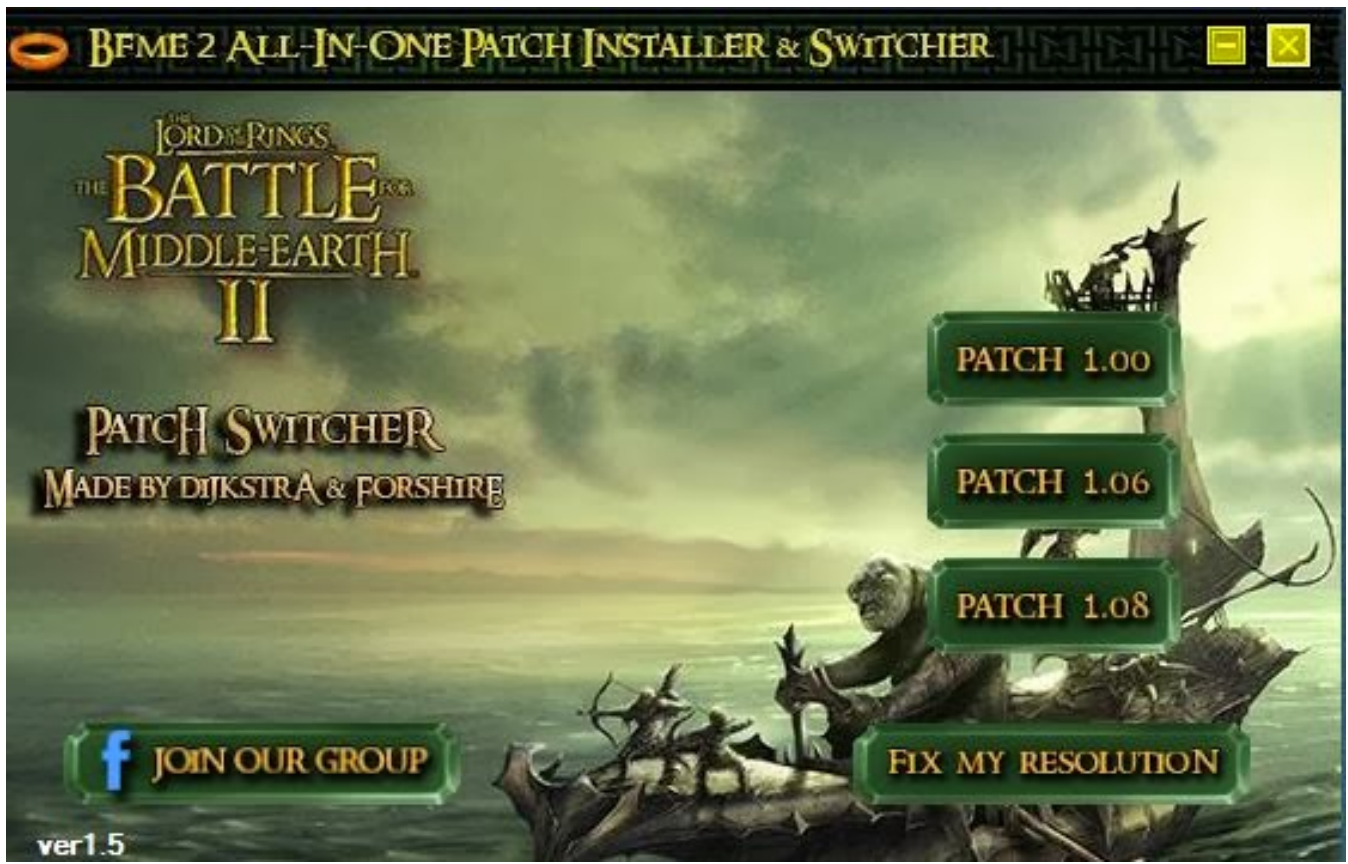 BFME 2 ALL-IN-ONE PATCH INSTALLER & SWITCHER
THE LORD OF THE RINGS
THE BATTLE FOR
MIDDLE-EARTH
II
PATCH SWITCHER
MADE BY DIJKSTRA & FORSHIRE
PATCH 1.00
PATCH 1.06
PATCH 1.08
f JOIN OUR GROUP
FIX MY RESOLUTION
ver1.5